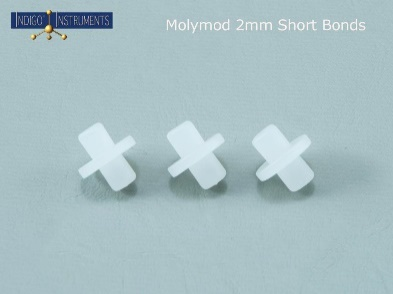 INDIGO INSTRUMENTS
Molymod 2mm Short Bonds